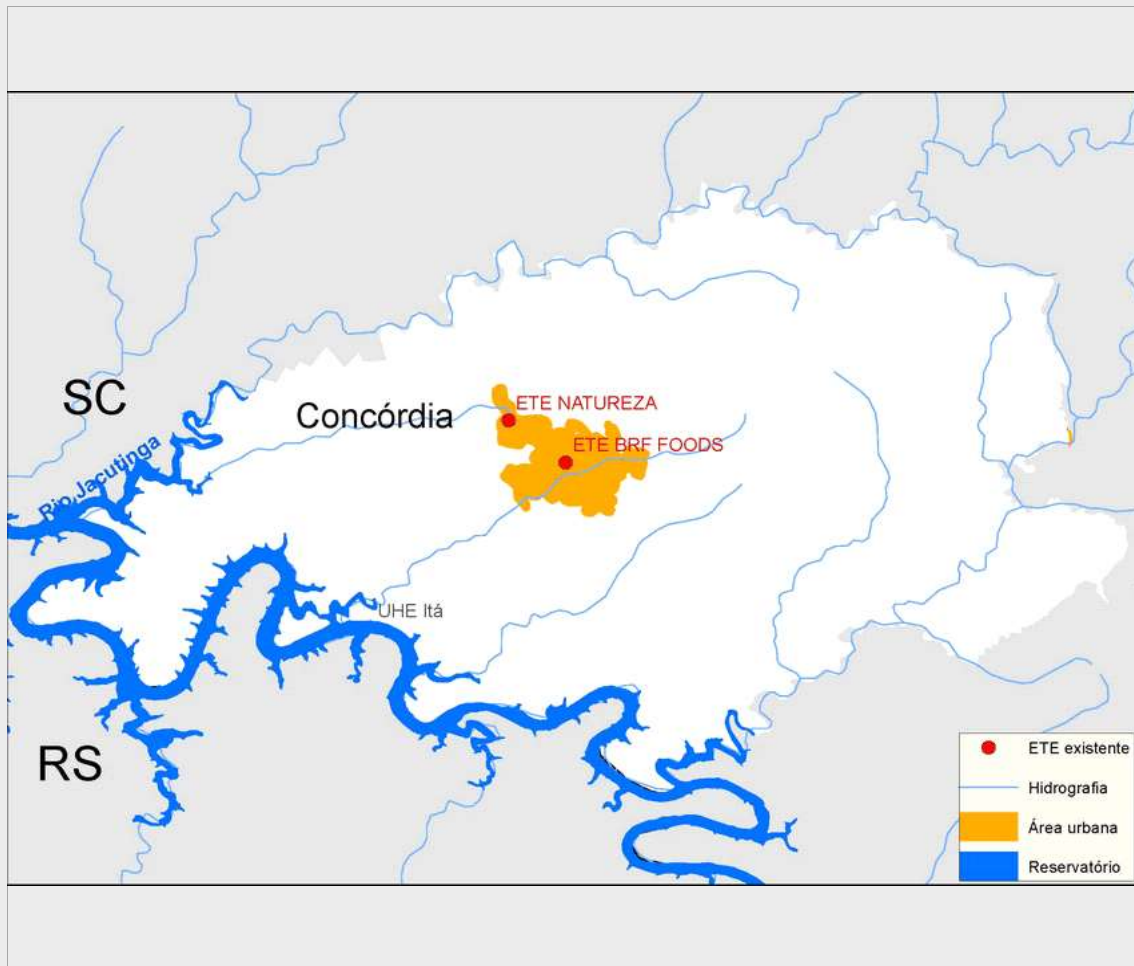 ETE NATUREZA
SC
Concórdia
ETE BRF FOODS
Rio Jacutinga
UHE Itá
RS
ETE existente
Hidrografia
Área urbana
Reservatório